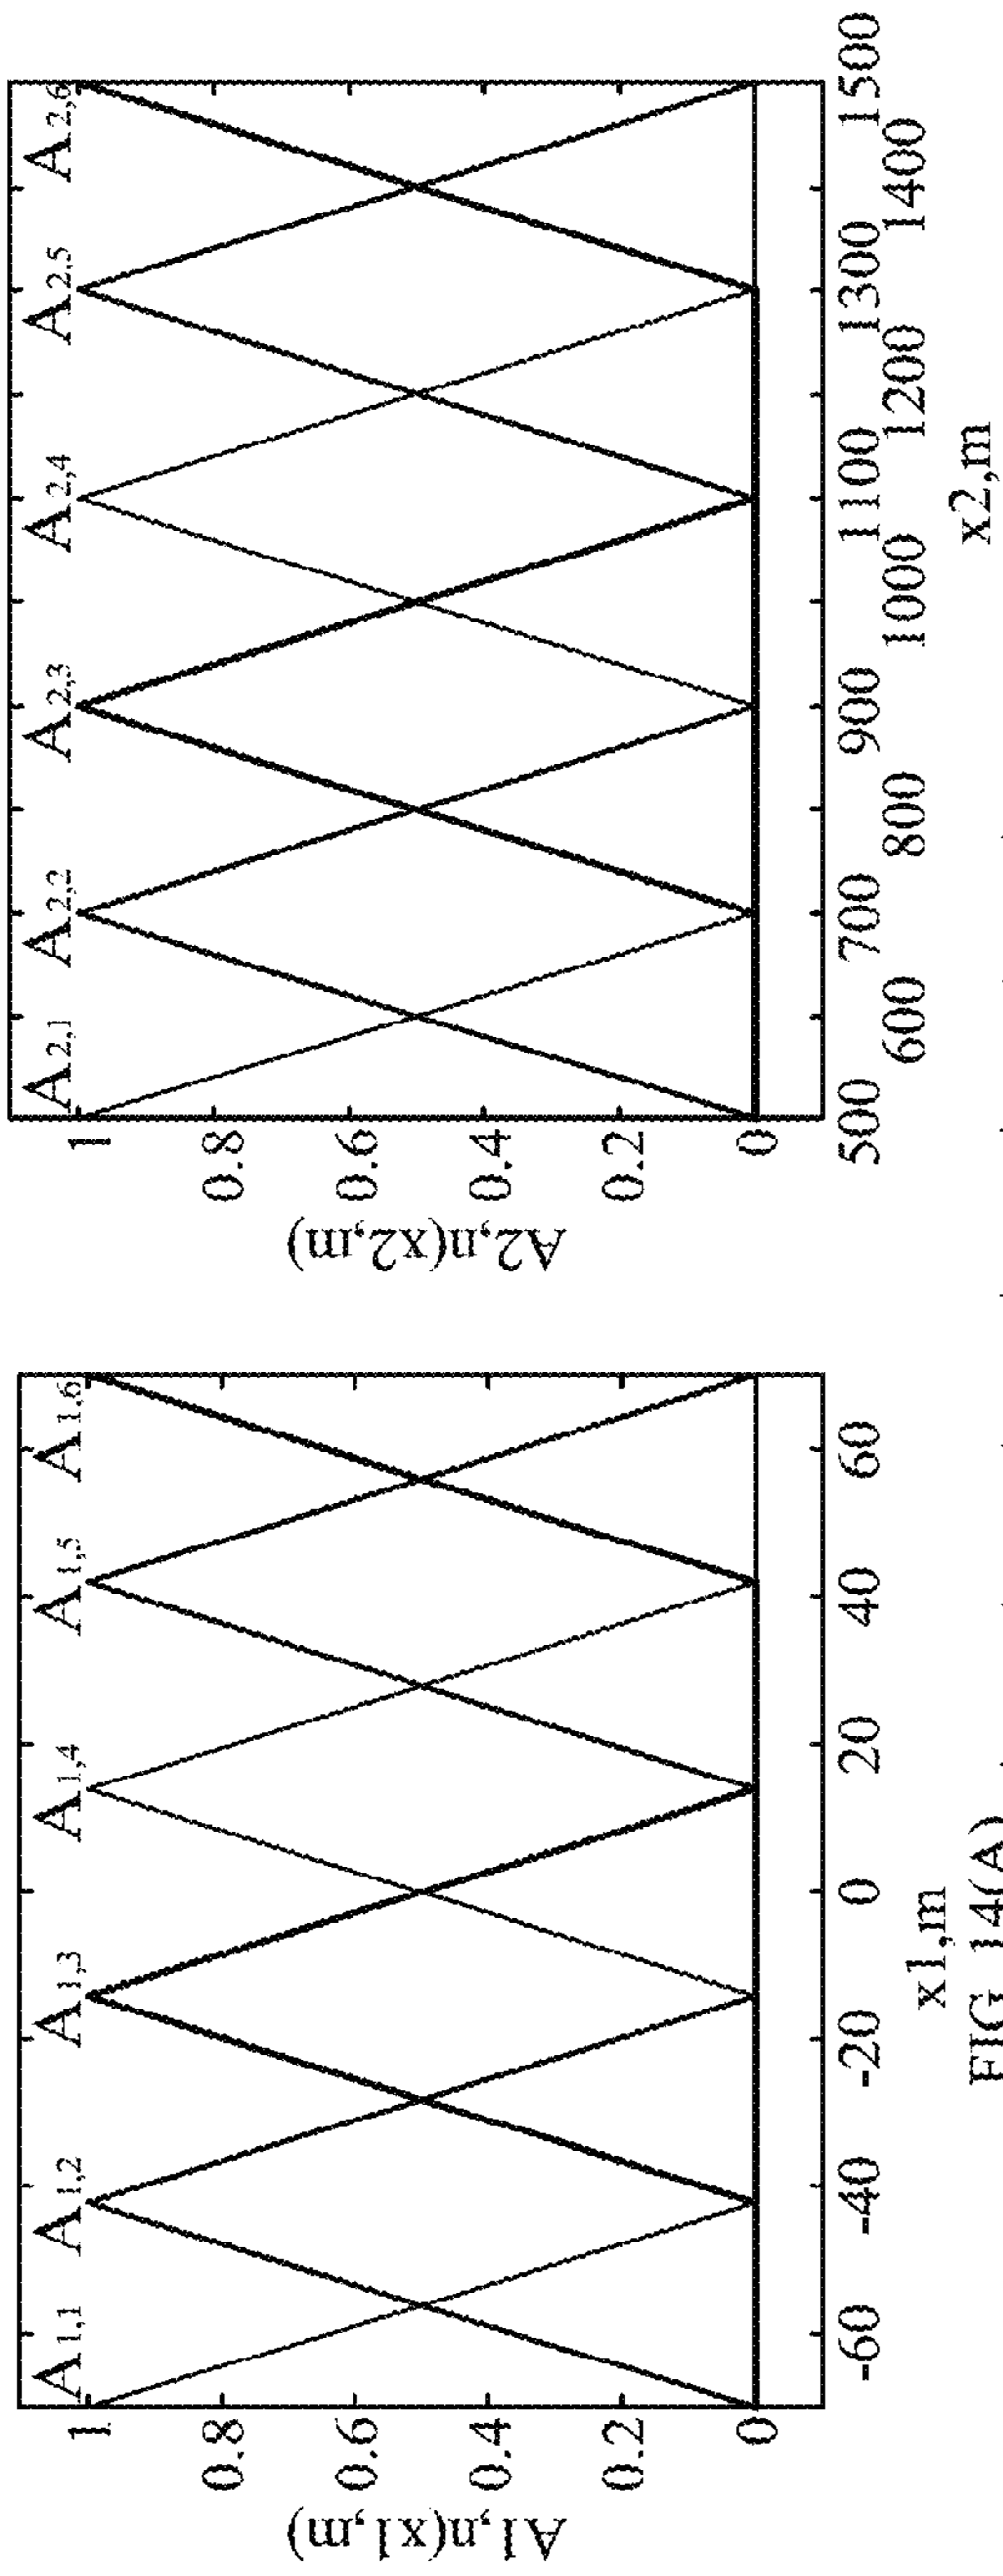 A1,n(x1,m)
1
0.8
0.6
0.4
0.2
0
A1,1 A1,2 A1,3 A1,4 A1,5 A1,6
-60 -40 -20 0 20 40 60
x1,m
FIG. 14(A)
A2,n(x2,m)
1
0.8
0.6
0.4
0.2
0
A2,1 A2,2 A2,3 A2,4 A2,5 A2,6
500 700 900 1100 1300 1500
600 800 1000 1200 1400
x2,m